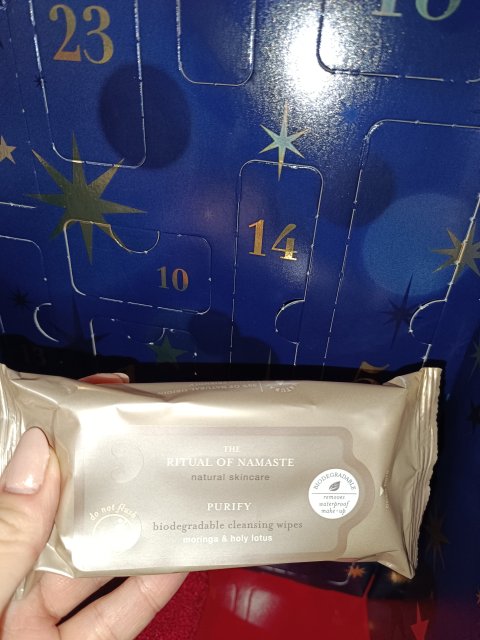 23
18
14
10
THE
RITUAL OF NAMASTE
natural skincare
PURIFY
biodegradable cleansing wipes
moringa & holy lotus
do not flush
BIODEGRADABLE
removes
waterproof
make-up